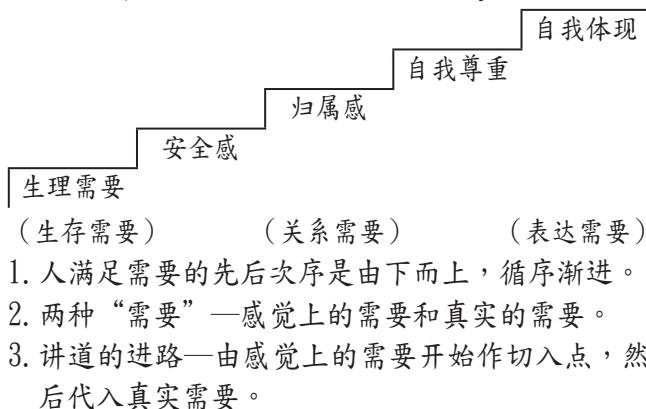 自我体现
自我尊重
归属感
安全感
生理需要
（生存需要） （关系需要） （表达需要）
1. 人满足需要的先后次序是由下而上，循序渐进。
2. 两种“需要”—感觉上的需要和真实的需要。
3. 讲道的进路—由感觉上的需要开始作切入点，然
后代入真实需要。